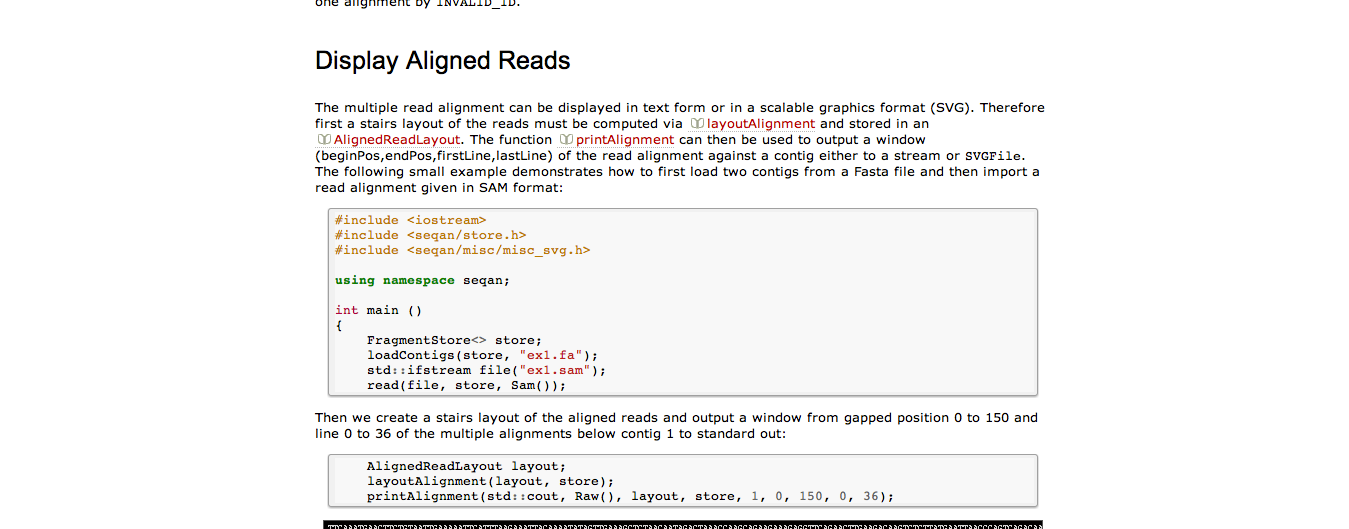 one alignment by INVALID_ID.
Display Aligned Reads
The multiple read alignment can be displayed in text form or in a scalable graphics format (SVG). Therefore
first a stairs layout of the reads must be computed via layoutAlignment and stored in an
AlignedReadLayout. The function printAlignment can then be used to output a window
(beginPos,endPos,firstLine,lastLine) of the read alignment against a contig either to a stream or SVGFile.
The following small example demonstrates how to first load two contigs from a Fasta file and then import a
read alignment given in SAM format:
#include <iostream>
#include <seqan/store.h>
#include <seqan/misc/misc_svg.h>
using namespace seqan;
int main ()
{
FragmentStore<> store;
loadContigs(store, "ex1.fa");
std::ifstream file("ex1.sam");
read(file, store, Sam());
Then we create a stairs layout of the aligned reads and output a window from gapped position 0 to 150 and
line 0 to 36 of the multiple alignments below contig 1 to standard out:
AlignedReadLayout layout;
layoutAlignment(layout, store);
printAlignment(std::cout, Raw(), layout, store, 1, 0, 150, 0, 36);